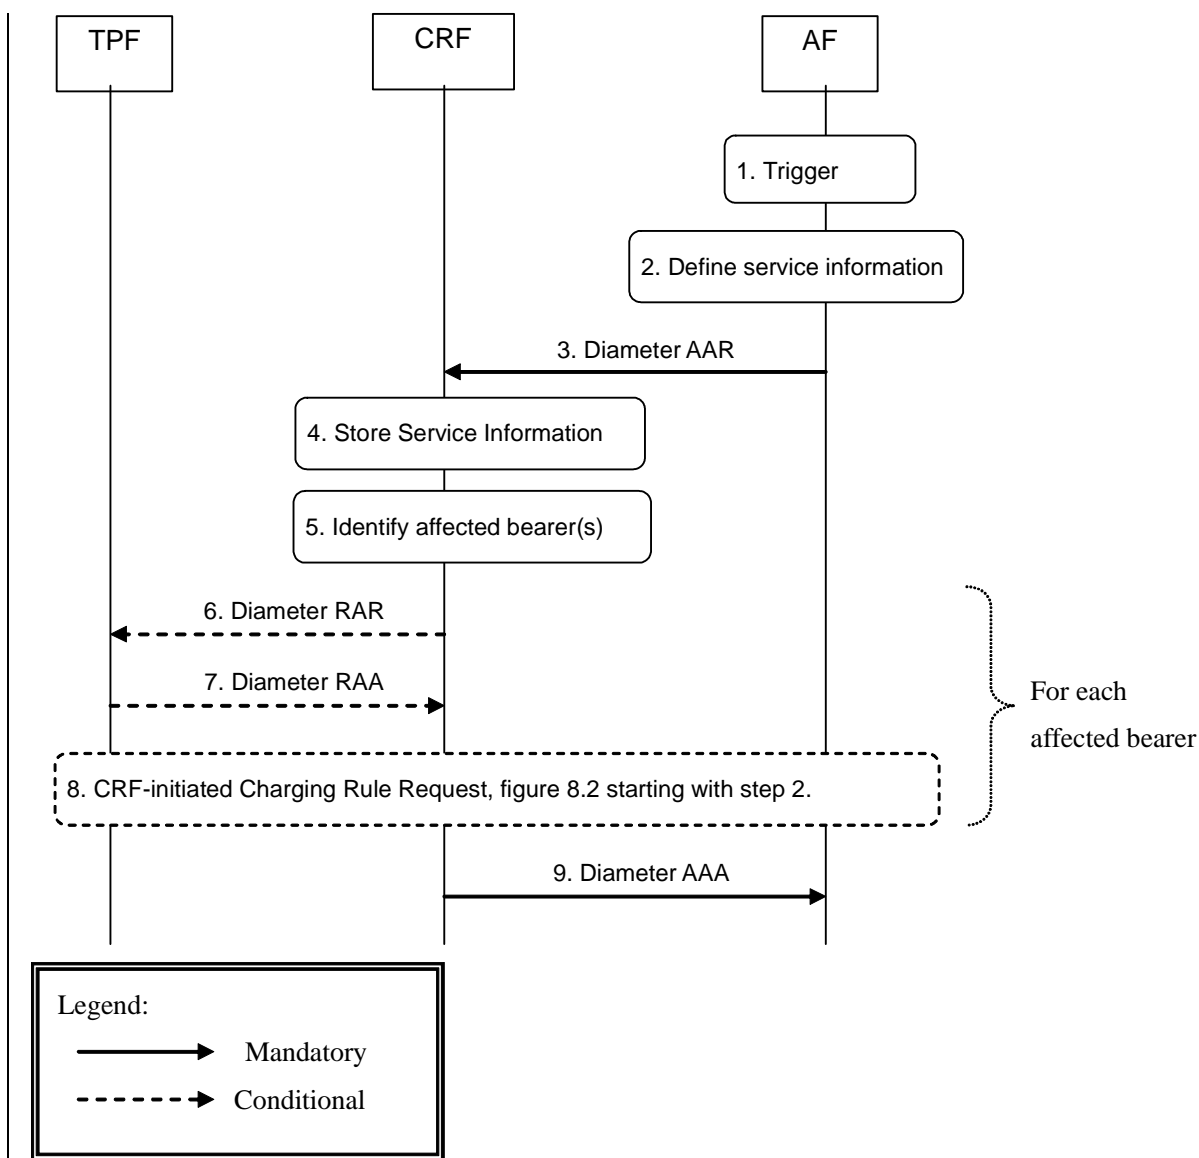 TPF
CRF
AF
1. Trigger
2. Define service information
3. Diameter AAR
4. Store Service Information
5. Identify affected bearer(s)
6. Diameter RAR
7. Diameter RAA
For each
affected bearer
8. CRF-initiated Charging Rule Request, figure 8.2 starting with step 2.
9. Diameter AAA
Legend:
Mandatory
Conditional